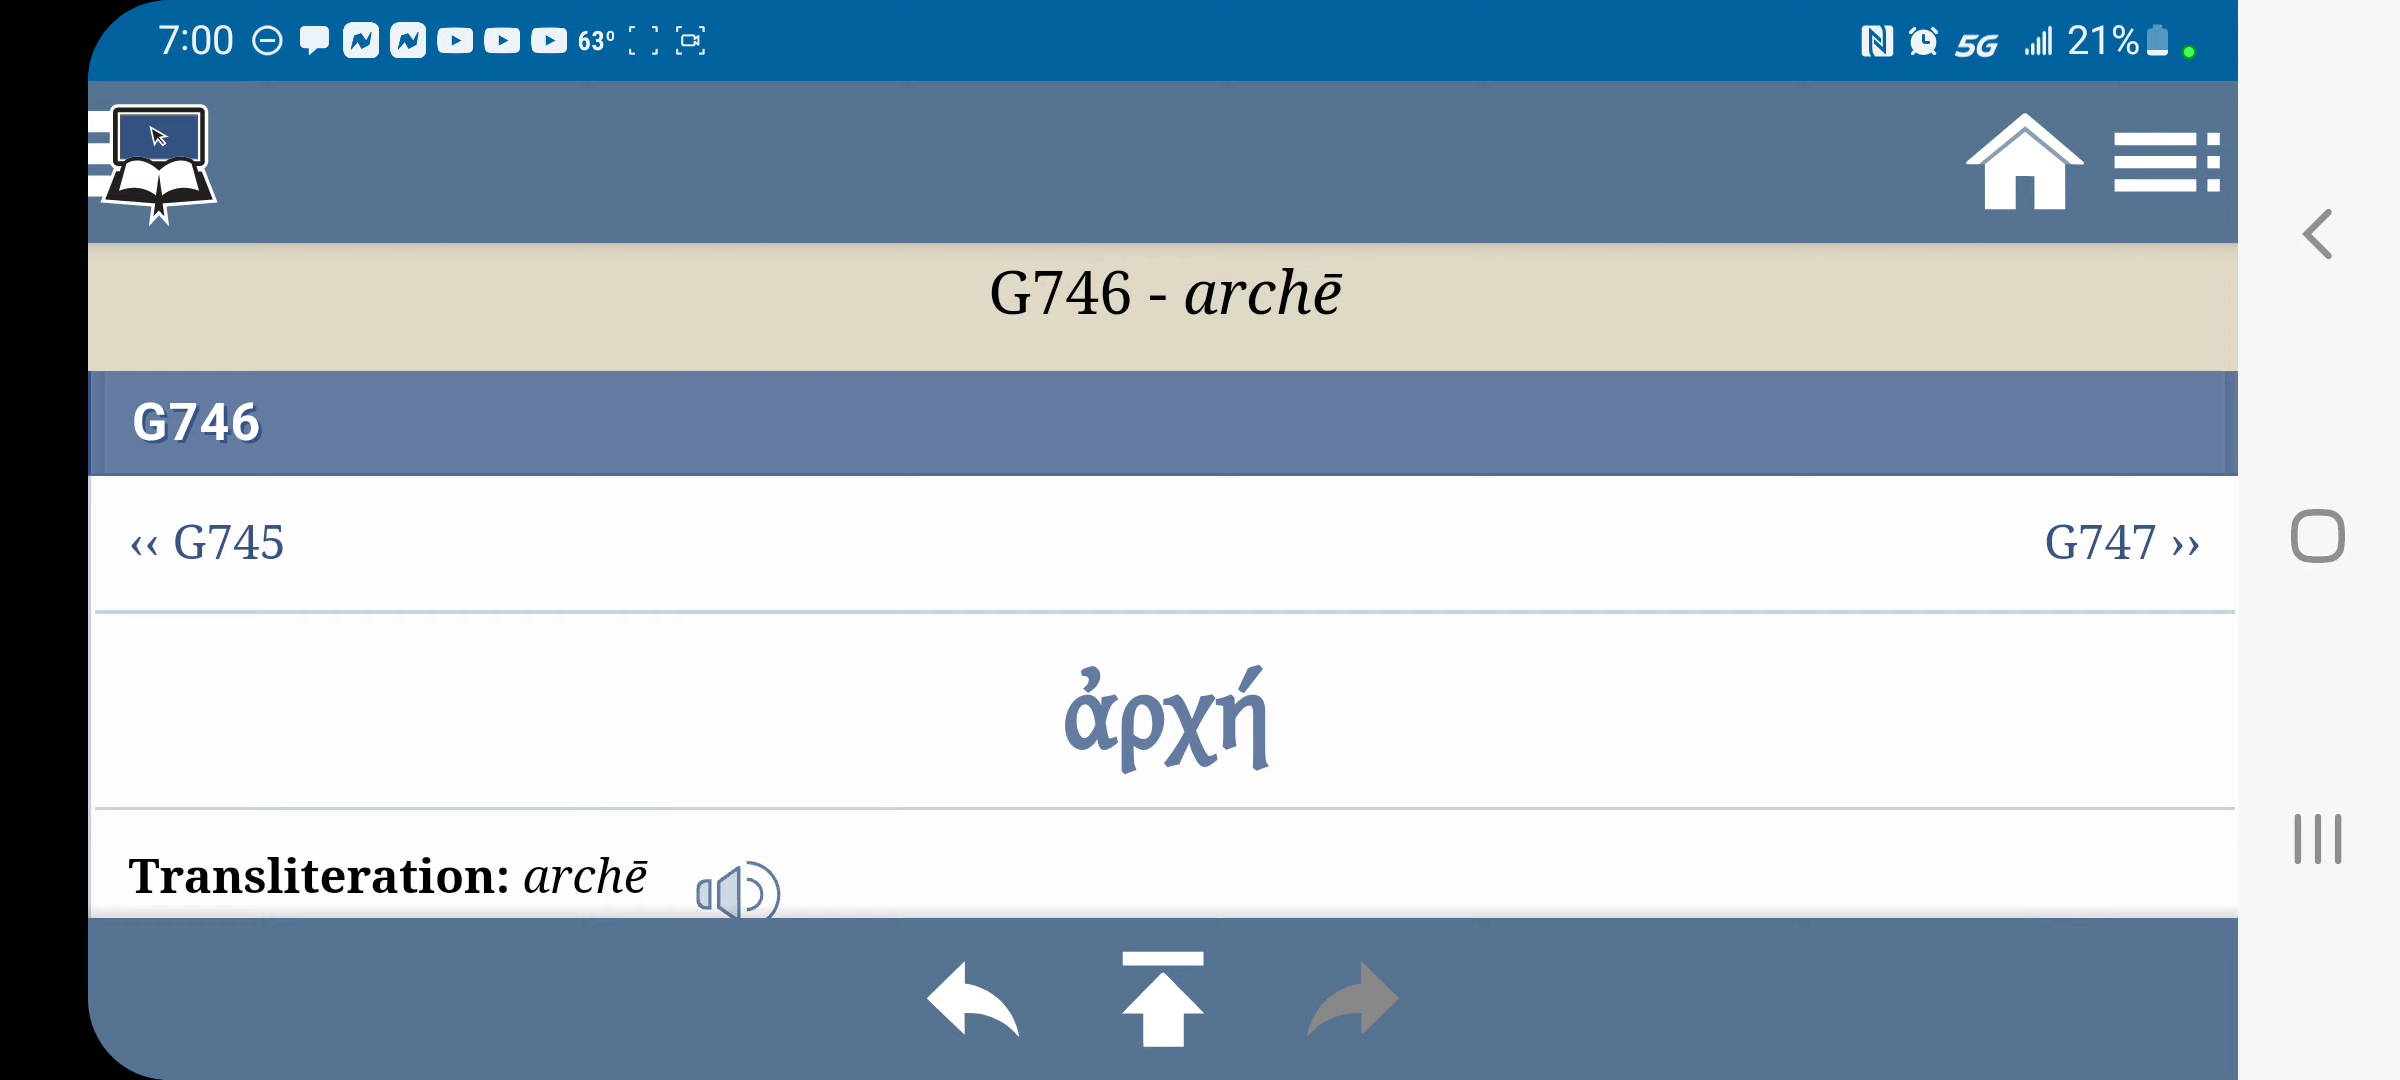 7:00 63° 5G 21%
G746 - archē
G746
‹‹ G745 G747 ››
ἀρχή
Transliteration: archē